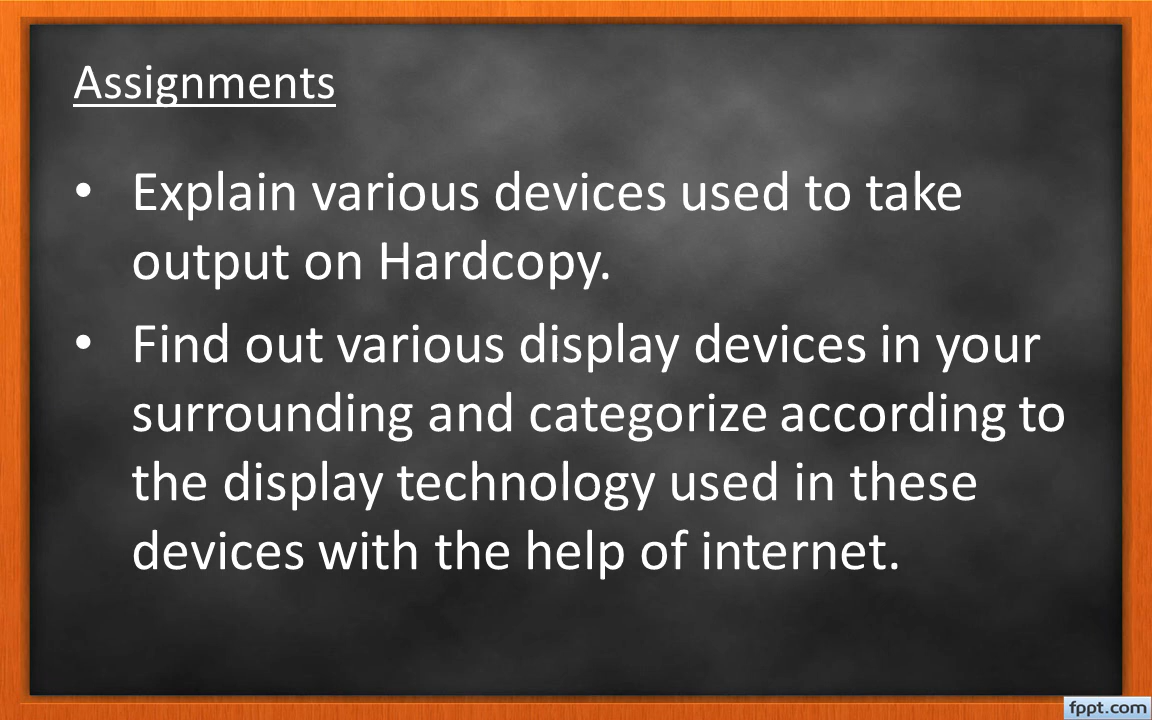 Assignments
• Explain various devices used to take
output on Hardcopy.
• Find out various display devices in your
surrounding and categorize according to
the display technology used in these
devices with the help of internet.
fppt.com